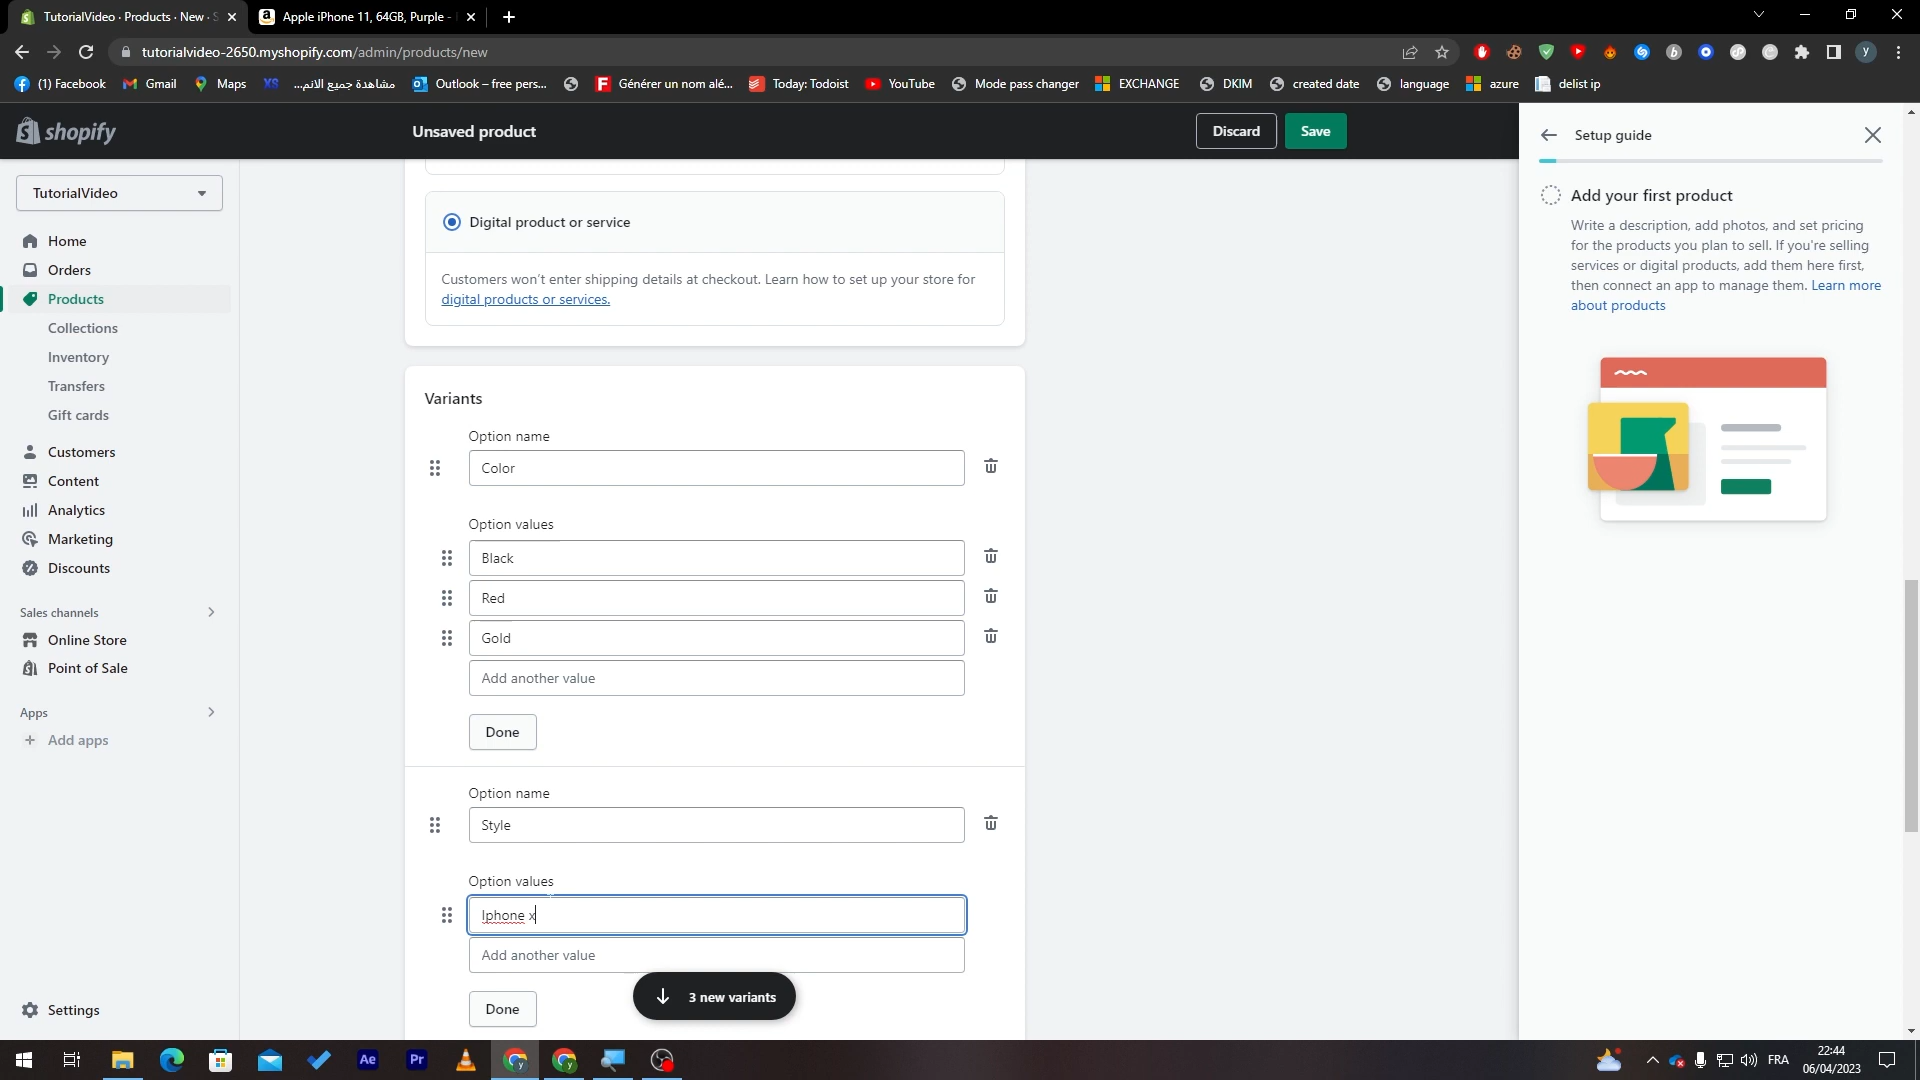 TutorialVideo · Products · New · S
Apple iPhone 11, 64GB, Purple -
tutorialvideo-2650.myshopify.com/admin/products/new
(1) Facebook
Gmail
Maps
XS
مشاهدة جميع الانم...
Outlook – free pers...
Générer un nom alé...
Today: Todoist
YouTube
Mode pass changer
EXCHANGE
DKIM
created date
language
azure
delist ip
shopify
Unsaved product
Discard
Save
Setup guide
TutorialVideo
Home
Orders
Products
Collections
Inventory
Transfers
Gift cards
Customers
Content
Analytics
Marketing
Discounts
Sales channels
Online Store
Point of Sale
Apps
Add apps
Settings
Digital product or service
Customers won't enter shipping details at checkout. Learn how to set up your store for
digital products or services.
Variants
Option name
Color
Option values
Black
Red
Gold
Add another value
Done
Option name
Style
Option values
Iphone x
Add another value
Done
3 new variants
Add your first product
Write a description, add photos, and set pricing
for the products you plan to sell. If you're selling
services or digital products, add them here first,
then connect an app to manage them. Learn more
about products
Ae
Pr
FRA
22:44
06/04/2023